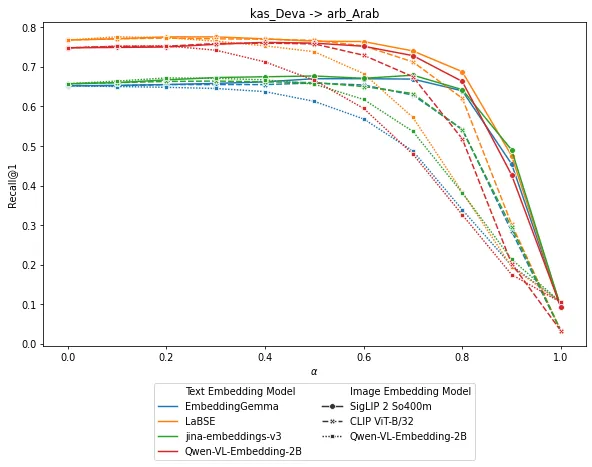 kas_Deva -> arb_Arab
0.8
0.7
0.6
0.5
0.4
0.3
0.2
0.1
0.0
Recall@1
0.0 0.2 0.4 0.6 0.8 1.0
α
Text Embedding Model
EmbeddingGemma
LaBSE
jina-embeddings-v3
Qwen-VL-Embedding-2B
Image Embedding Model
SigLIP 2 So400m
CLIP ViT-B/32
Qwen-VL-Embedding-2B